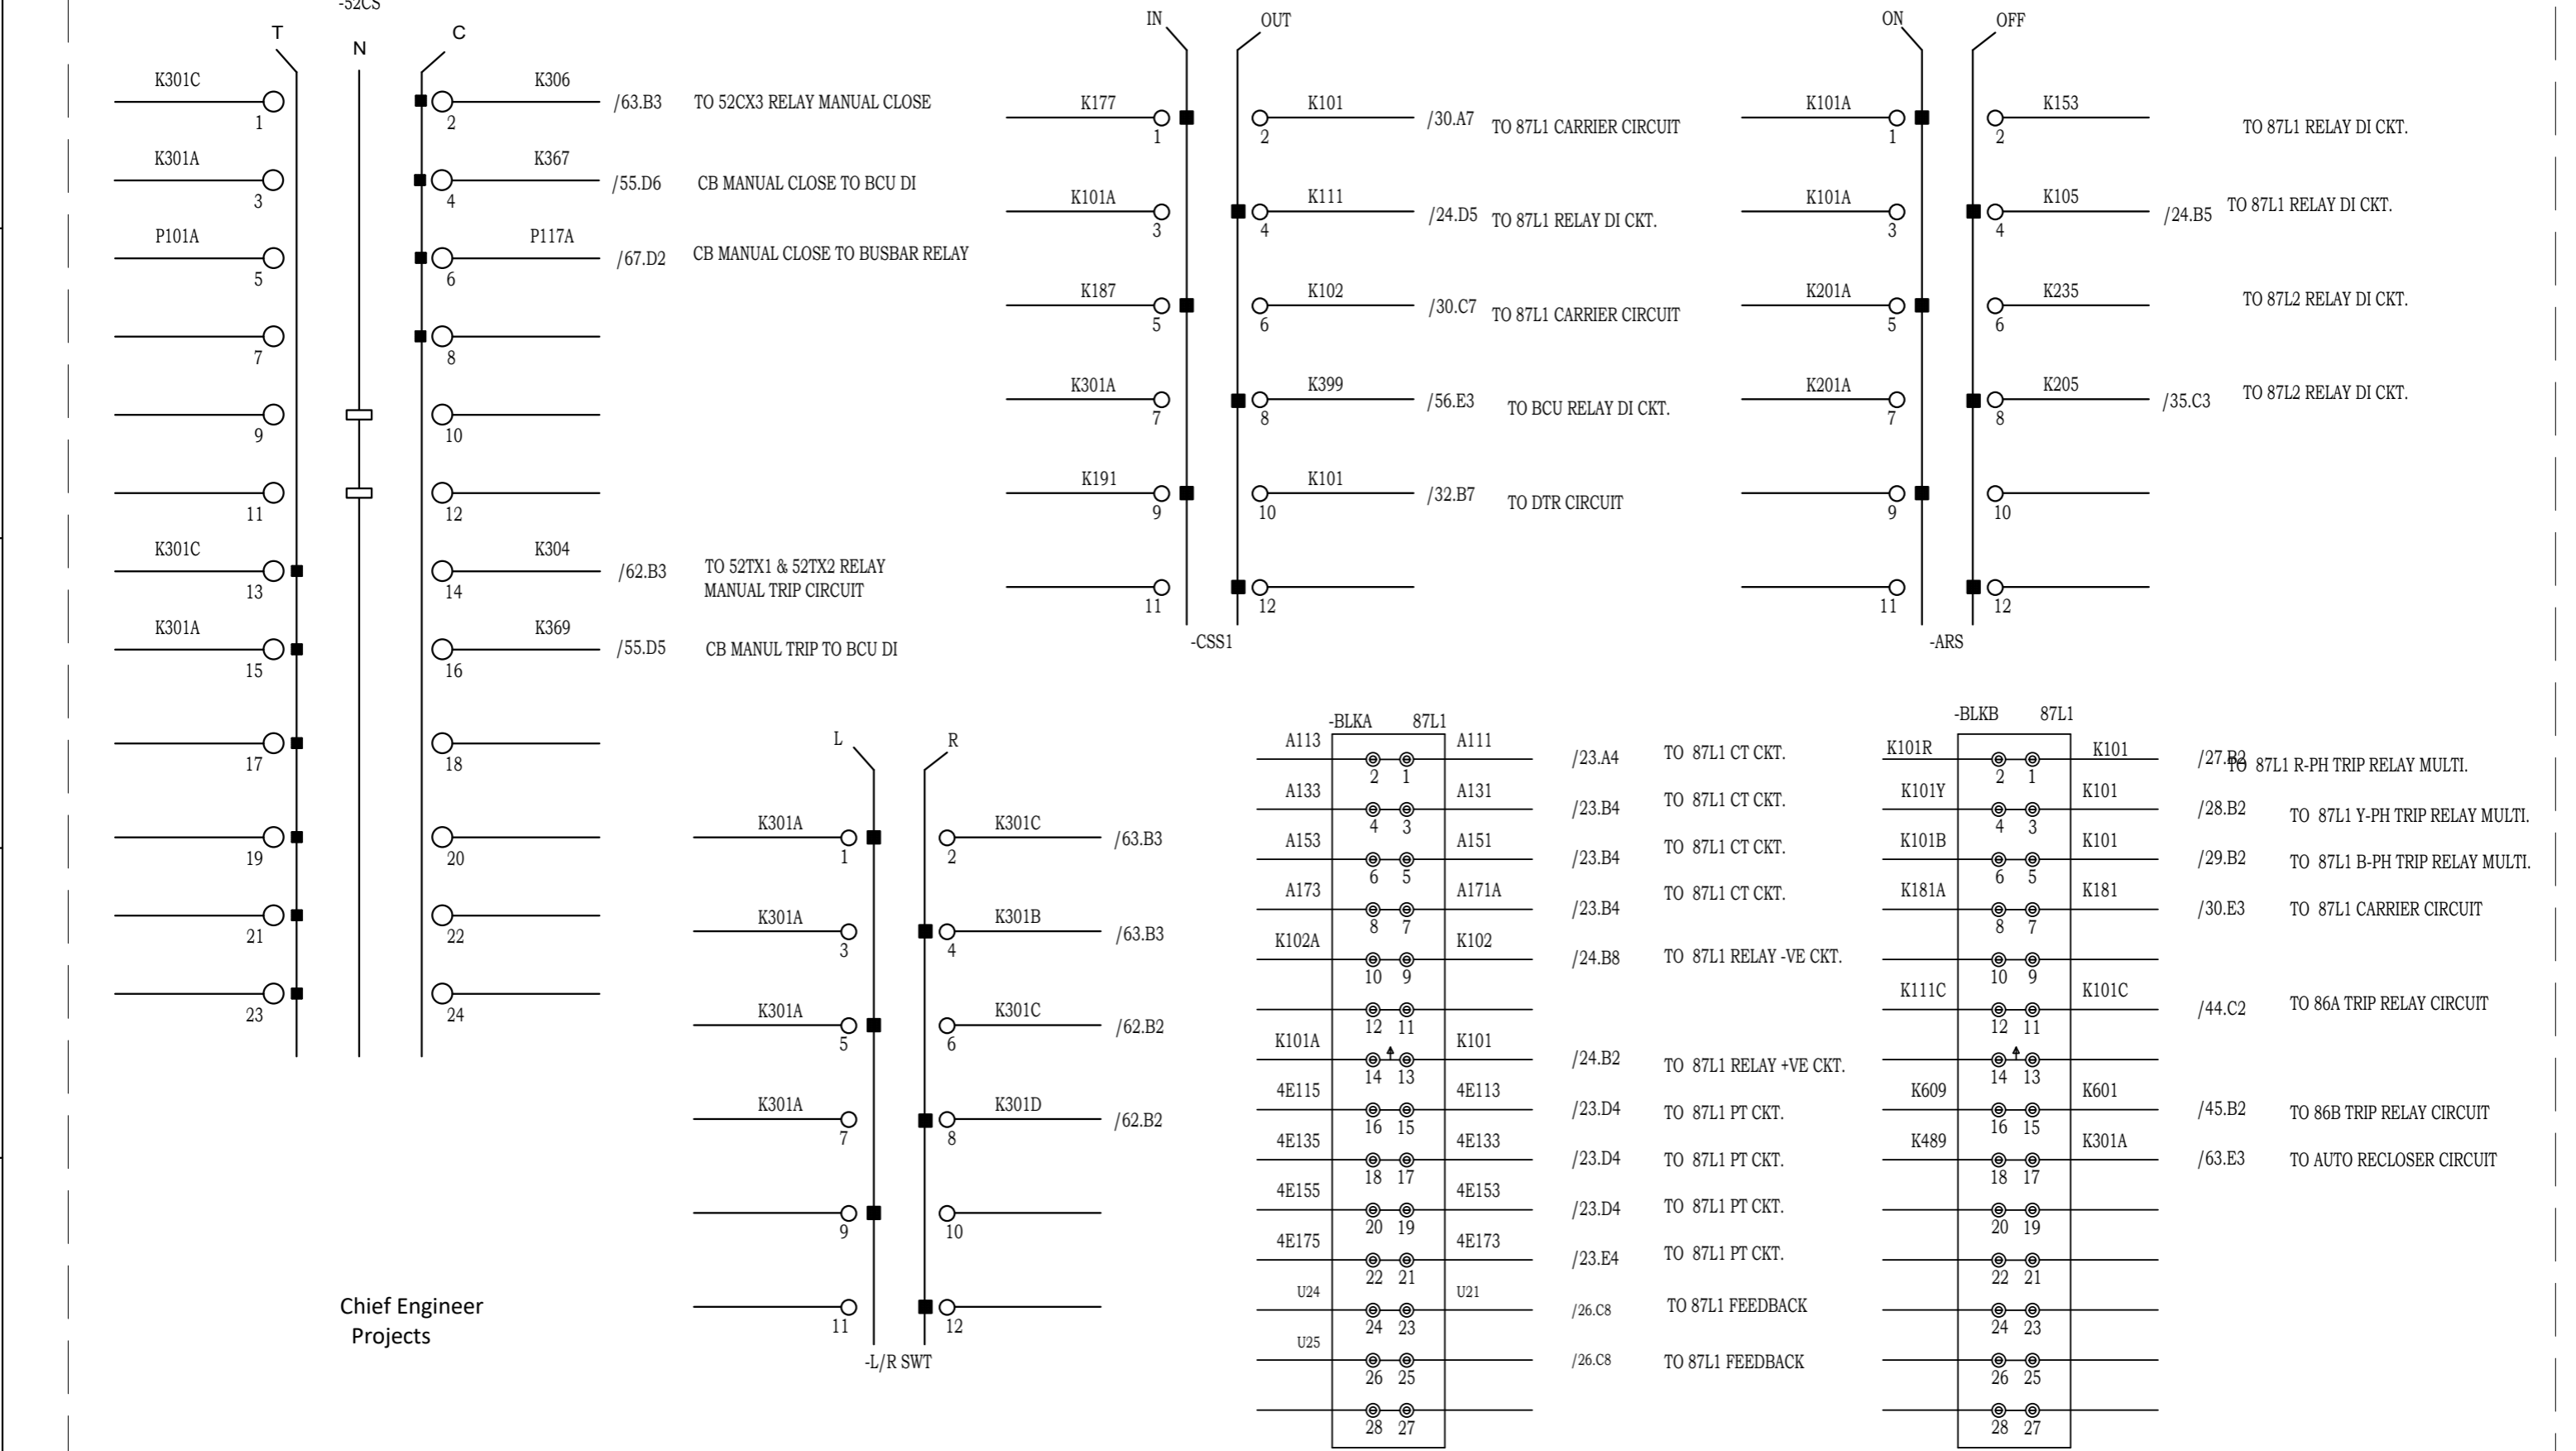 -52CS
T
N
C
K301C
1
2
K306
/63.B3
TO 52CX3 RELAY MANUAL CLOSE
K301A
3
4
K367
/55.D6
CB MANUAL CLOSE TO BCU DI
P101A
5
6
P117A
/67.D2
CB MANUAL CLOSE TO BUSBAR RELAY
7
8
9
10
11
12
K301C
13
14
K304
/62.B3
TO 52TX1 & 52TX2 RELAY
MANUAL TRIP CIRCUIT
K301A
15
16
K369
/55.D5
CB MANUL TRIP TO BCU DI
17
18
19
20
21
22
23
24
IN
OUT
K177
1
2
K101
/30.A7
TO 87L1 CARRIER CIRCUIT
K101A
3
4
K111
/24.D5
TO 87L1 RELAY DI CKT.
K187
5
6
K102
/30.C7
TO 87L1 CARRIER CIRCUIT
K301A
7
8
K399
/56.E3
TO BCU RELAY DI CKT.
K191
9
10
K101
/32.B7
TO DTR CIRCUIT
11
12
-CSS1
ON
OFF
K101A
1
2
K153
TO 87L1 RELAY DI CKT.
K101A
3
4
K105
/24.B5
TO 87L1 RELAY DI CKT.
K201A
5
6
K235
TO 87L2 RELAY DI CKT.
K201A
7
8
K205
/35.C3
TO 87L2 RELAY DI CKT.
9
10
11
12
-ARS
L
R
K301A
1
2
K301C
/63.B3
K301A
3
4
K301B
/63.B3
K301A
5
6
K301C
/62.B2
K301A
7
8
K301D
/62.B2
9
10
11
12
-L/R SWT
-BLKA 87L1
A113
2 1
A111
/23.A4
TO 87L1 CT CKT.
A133
4 3
A131
/23.B4
TO 87L1 CT CKT.
A153
6 5
A151
/23.B4
TO 87L1 CT CKT.
A173
8 7
A171A
/23.B4
TO 87L1 CT CKT.
K102A
10 9
K102
/24.B8
TO 87L1 RELAY -VE CKT.
12 11
K101A
14 13
K101
/24.B2
TO 87L1 RELAY +VE CKT.
4E115
16 15
4E113
/23.D4
TO 87L1 PT CKT.
4E135
18 17
4E133
/23.D4
TO 87L1 PT CKT.
4E155
20 19
4E153
/23.D4
TO 87L1 PT CKT.
4E175
22 21
4E173
/23.E4
TO 87L1 PT CKT.
U24
24 23
U21
/26.C8
TO 87L1 FEEDBACK
U25
26 25
/26.C8
TO 87L1 FEEDBACK
28 27
-BLKB 87L1
K101R
2 1
K101
/27.B2
TO 87L1 R-PH TRIP RELAY MULTI.
K101Y
4 3
K101
/28.B2
TO 87L1 Y-PH TRIP RELAY MULTI.
K101B
6 5
K101
/29.B2
TO 87L1 B-PH TRIP RELAY MULTI.
K181A
8 7
K181
/30.E3
TO 87L1 CARRIER CIRCUIT
10 9
K111C
12 11
K101C
/44.C2
TO 86A TRIP RELAY CIRCUIT
14 13
K609
16 15
K601
/45.B2
TO 86B TRIP RELAY CIRCUIT
K489
18 17
K301A
/63.E3
TO AUTO RECLOSER CIRCUIT
20 19
22 21
24 23
26 25
28 27
Chief Engineer
Projects